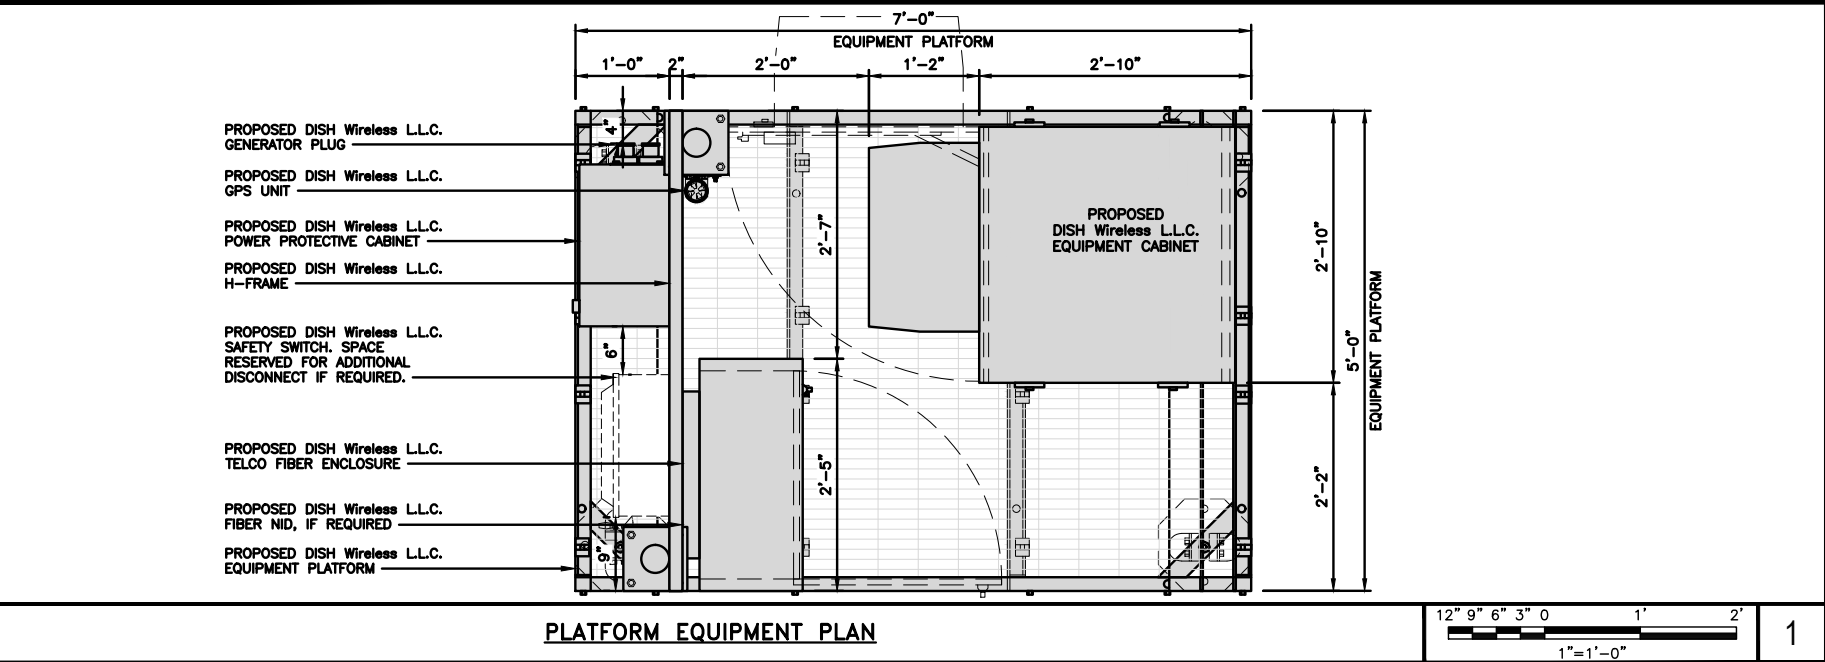 7'-0"
EQUIPMENT PLATFORM
1'-0" 2" 2'-0" 1'-2" 2'-10"
PROPOSED DISH Wireless L.L.C.
GENERATOR PLUG
PROPOSED DISH Wireless L.L.C.
GPS UNIT
PROPOSED DISH Wireless L.L.C.
POWER PROTECTIVE CABINET
PROPOSED DISH Wireless L.L.C.
H-FRAME
PROPOSED DISH Wireless L.L.C.
SAFETY SWITCH. SPACE
RESERVED FOR ADDITIONAL
DISCONNECT IF REQUIRED.
PROPOSED DISH Wireless L.L.C.
TELCO FIBER ENCLOSURE
PROPOSED DISH Wireless L.L.C.
FIBER NID, IF REQUIRED
PROPOSED DISH Wireless L.L.C.
EQUIPMENT PLATFORM
4"
6"
9"
2'-7"
2'-5"
PROPOSED
DISH Wireless L.L.C.
EQUIPMENT CABINET
2'-10"
2'-2"
5'-0"
EQUIPMENT PLATFORM
PLATFORM EQUIPMENT PLAN
12" 9" 6" 3" 0 1' 2'
1"=1'-0"
1